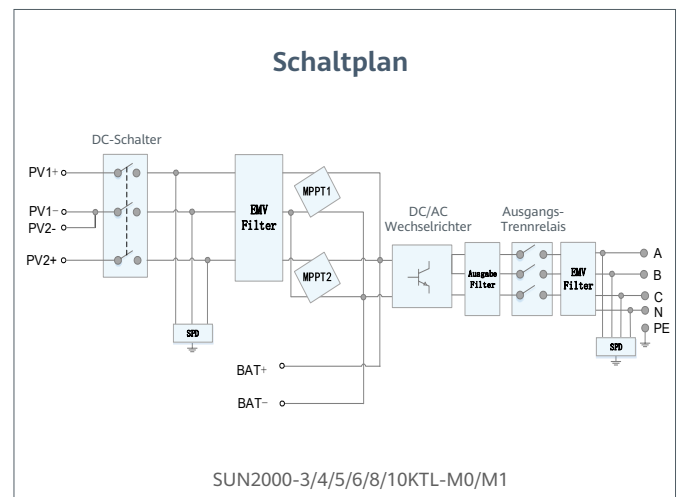 Schaltplan
DC-Schalter
PV1+
PV1−
PV2-
PV2+
EMV
Filter
MPPT1
MPPT2
SPD
BAT+
BAT−
DC/AC
Wechselrichter
Ausgabe
Filter
Ausgangs-
Trennrelais
EMV
Filter
A
B
C
N
PE
SPD
SUN2000-3/4/5/6/8/10KTL-M0/M1